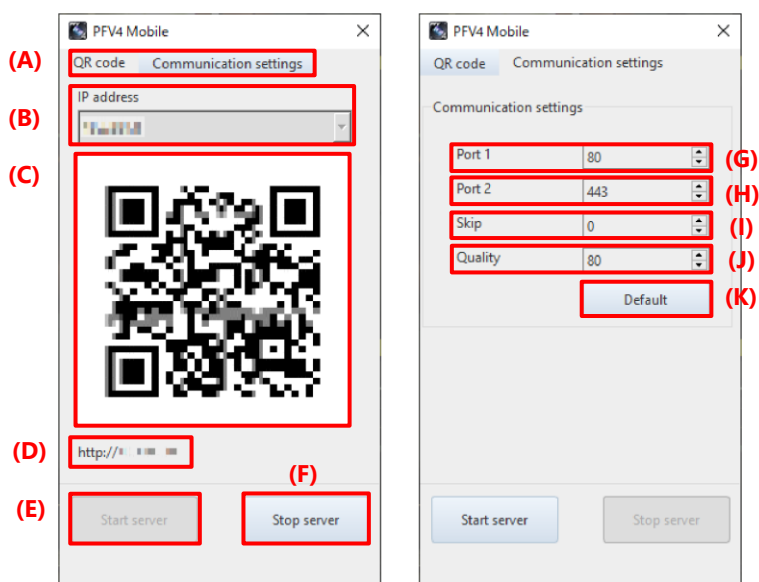 PFV4 Mobile
(A) QR code Communication settings
(B) IP address
(C)
(D) http://
(E) Start server
(F) Stop server
PFV4 Mobile
QR code Communication settings
Communication settings
Port 1 80 (G)
Port 2 443 (H)
Skip 0 (I)
Quality 80 (J)
Default (K)
Start server Stop server